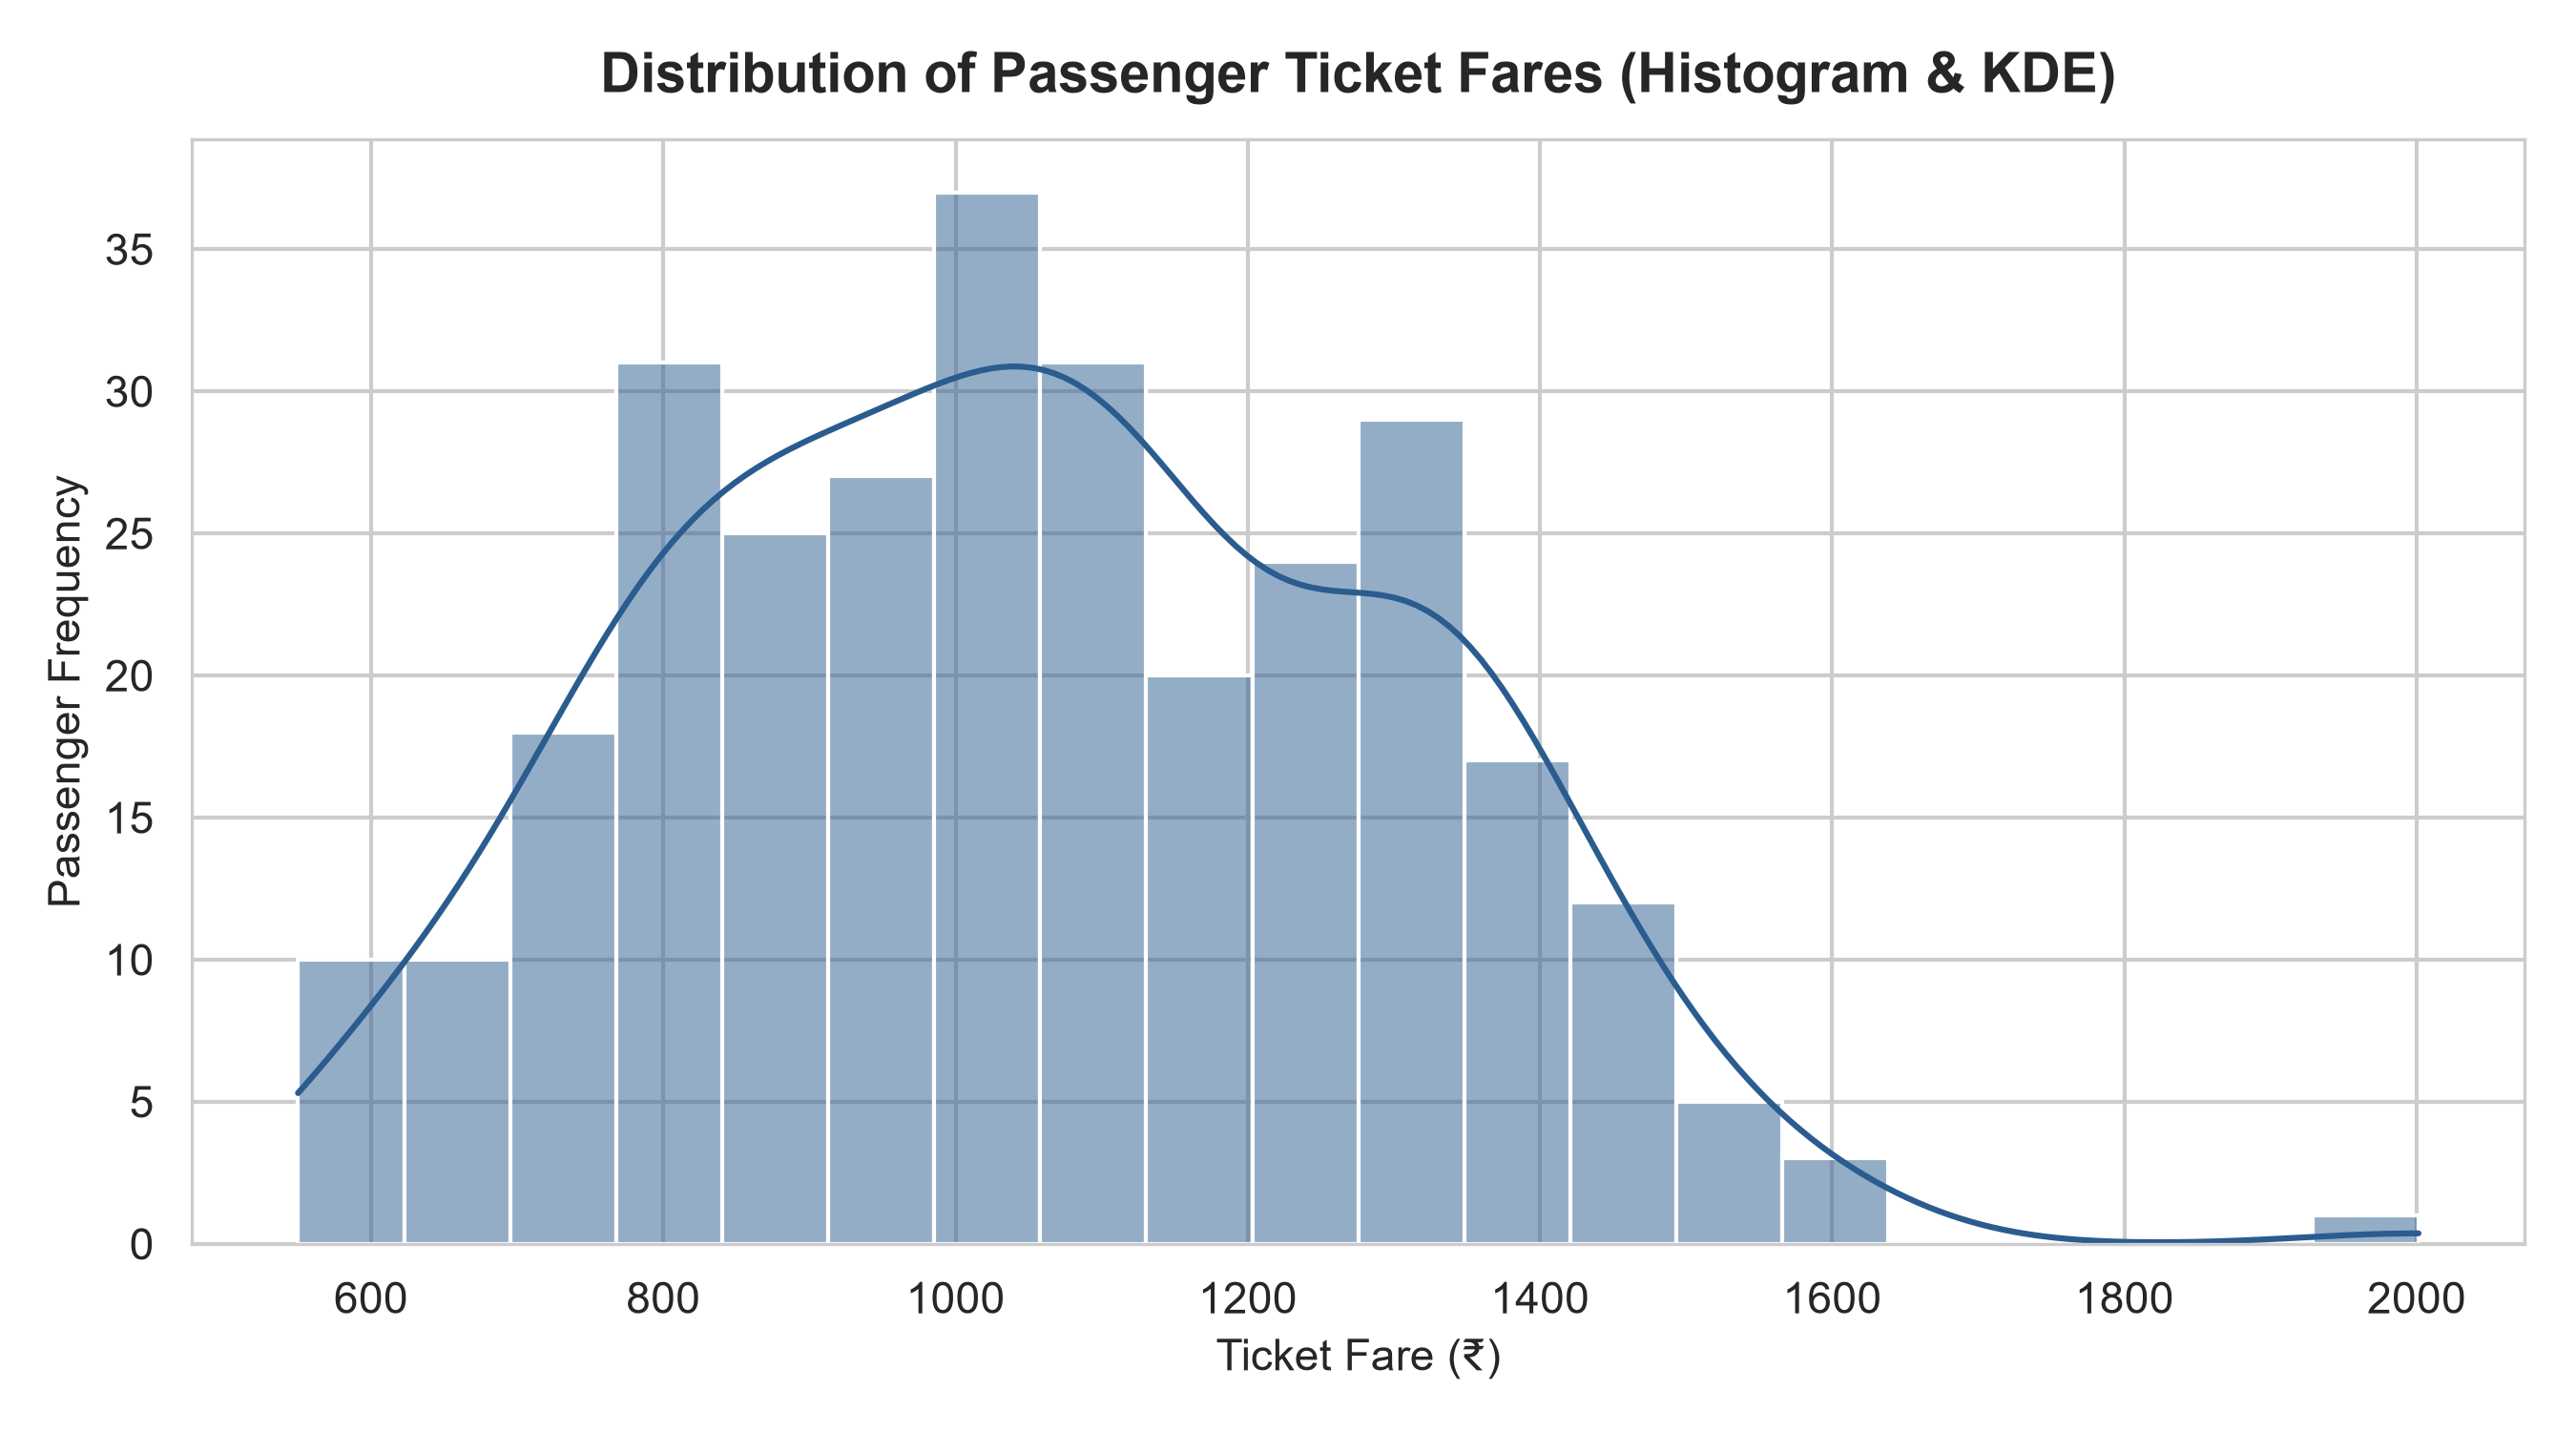 Distribution of Passenger Ticket Fares (Histogram & KDE)
Passenger Frequency
35
30
25
20
15
10
5
0
600 800 1000 1200 1400 1600 1800 2000
Ticket Fare (₹)